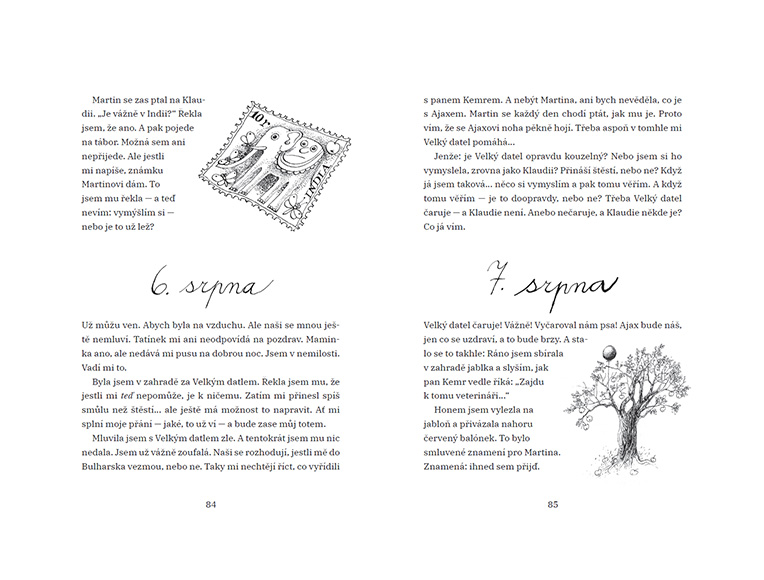 Martin se zas ptal na Klau-
dii. „Je vážně v Indii?“ Řekla
jsem, že ano. A pak pojede
na tábor. Možná sem ani
nepřijede. Ale jestli
mi napíše, známku
Martinovi dám. To
jsem mu řekla — a teď
nevím: vymýšlím si —
nebo je to už lež?
10 r.
INDIA
6. srpna
Už můžu ven. Abych byla na vzduchu. Ale naši se mnou ješ-
tě nemluví. Tatínek mi ani neodpovídá na pozdrav. Mamin-
ka ano, ale nedává mi pusu na dobrou noc. Jsem v nemilosti.
Vadí mi to.
Byla jsem v zahradě za Velkým datlem. Řekla jsem mu, že
jestli mi teď nepomůže, je k ničemu. Zatím mi přinesl spíš
smůlu než štěstí... ale ještě má možnost to napravit. Ať mi
splní moje přání — jaké, to už ví — a bude zase můj totem.
Mluvila jsem s Velkým datlem zle. A tentokrát jsem mu nic
nedala. Jsem už vážně zoufalá. Naši se rozhodují, jestli mě do
Bulharska vezmou, nebo ne. Taky mi nechtějí říct, co vyřídili
84
s panem Kemrem. A nebýt Martina, ani bych nevěděla, co je
s Ajaxem. Martin se každý den chodí ptát, jak mu je. Proto
vím, že se Ajaxovi noha pěkně hojí. Třeba aspoň v tomhle mi
Velký datel pomáhá...
Jenže: je Velký datel opravdu kouzelný? Nebo jsem si ho
vymyslela, zrovna jako Klaudii? Přináší štěstí, nebo ne? Když
já jsem taková... něco si vymyslím a pak tomu věřím. A když
tomu věřím — je to doopravdy, nebo ne? Třeba Velký datel
čaruje — a Klaudie není. Anebo nečaruje, a Klaudie někde je?
Co já vím.
7. srpna
Velký datel čaruje! Vážně! Vyčaroval nám psa! Ajax bude náš,
jen co se uzdraví, a to bude brzy. A sta-
lo se to takhle: Ráno jsem sbírala
v zahradě jablka a slyším, jak
pan Kemr vedle říká: „Zajdu
k tomu veterináři...“
Honem jsem vylezla na
jabloň a přivázala nahoru
červený balónek. To bylo
smluvené znamení pro Martina.
Znamená: ihned sem přijď.
85